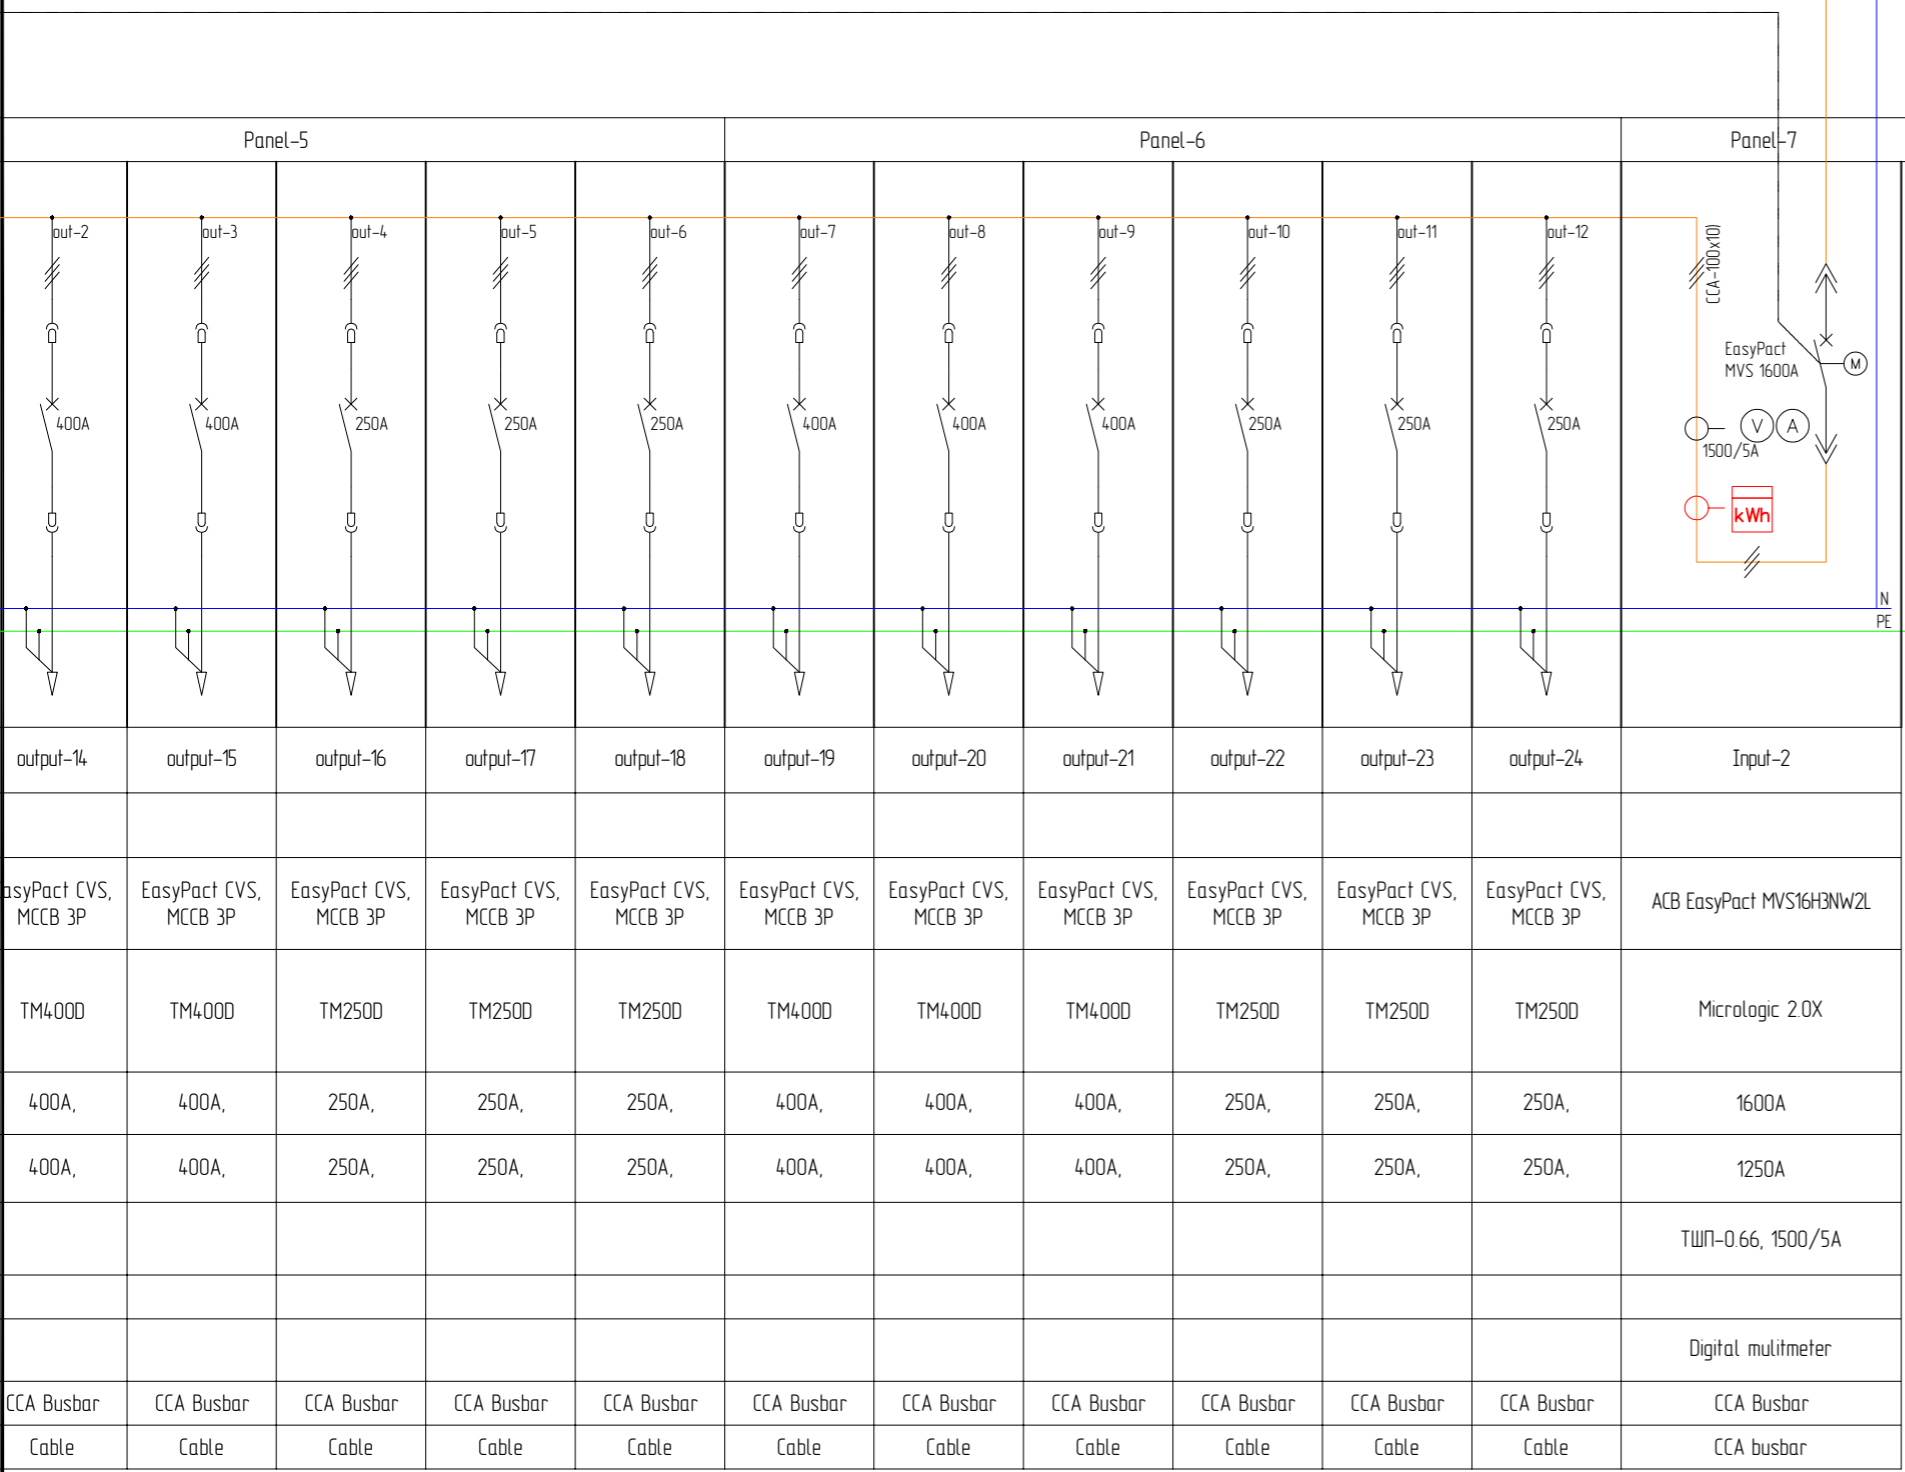 Panel-5 Panel-6 Panel-7
out-2 out-3 out-4 out-5 out-6 out-7 out-8 out-9 out-10 out-11 out-12
CCA-100x10)
EasyPact
MVS 1600A
M
400A 400A 250A 250A 250A 400A 400A 400A 250A 250A 250A
V A
1500/5A
kWh
N
PE
output-14 output-15 output-16 output-17 output-18 output-19 output-20 output-21 output-22 output-23 output-24 Input-2
asyPact CVS, EasyPact CVS, EasyPact CVS, EasyPact CVS, EasyPact CVS, EasyPact CVS, EasyPact CVS, EasyPact CVS, EasyPact CVS, EasyPact CVS, EasyPact CVS,
MCCB 3P MCCB 3P MCCB 3P MCCB 3P MCCB 3P MCCB 3P MCCB 3P MCCB 3P MCCB 3P MCCB 3P MCCB 3P
ACB EasyPact MVS16H3NW2L
TM400D TM400D TM250D TM250D TM250D TM400D TM400D TM400D TM250D TM250D TM250D Micrologic 2.0X
400A, 400A, 250A, 250A, 250A, 400A, 400A, 400A, 250A, 250A, 250A, 1600A
400A, 400A, 250A, 250A, 250A, 400A, 400A, 400A, 250A, 250A, 250A, 1250A
ТШП-0.66, 1500/5A
Digital mulitmeter
CCA Busbar CCA Busbar CCA Busbar CCA Busbar CCA Busbar CCA Busbar CCA Busbar CCA Busbar CCA Busbar CCA Busbar CCA Busbar CCA Busbar
Cable Cable Cable Cable Cable Cable Cable Cable Cable Cable Cable CCA busbar